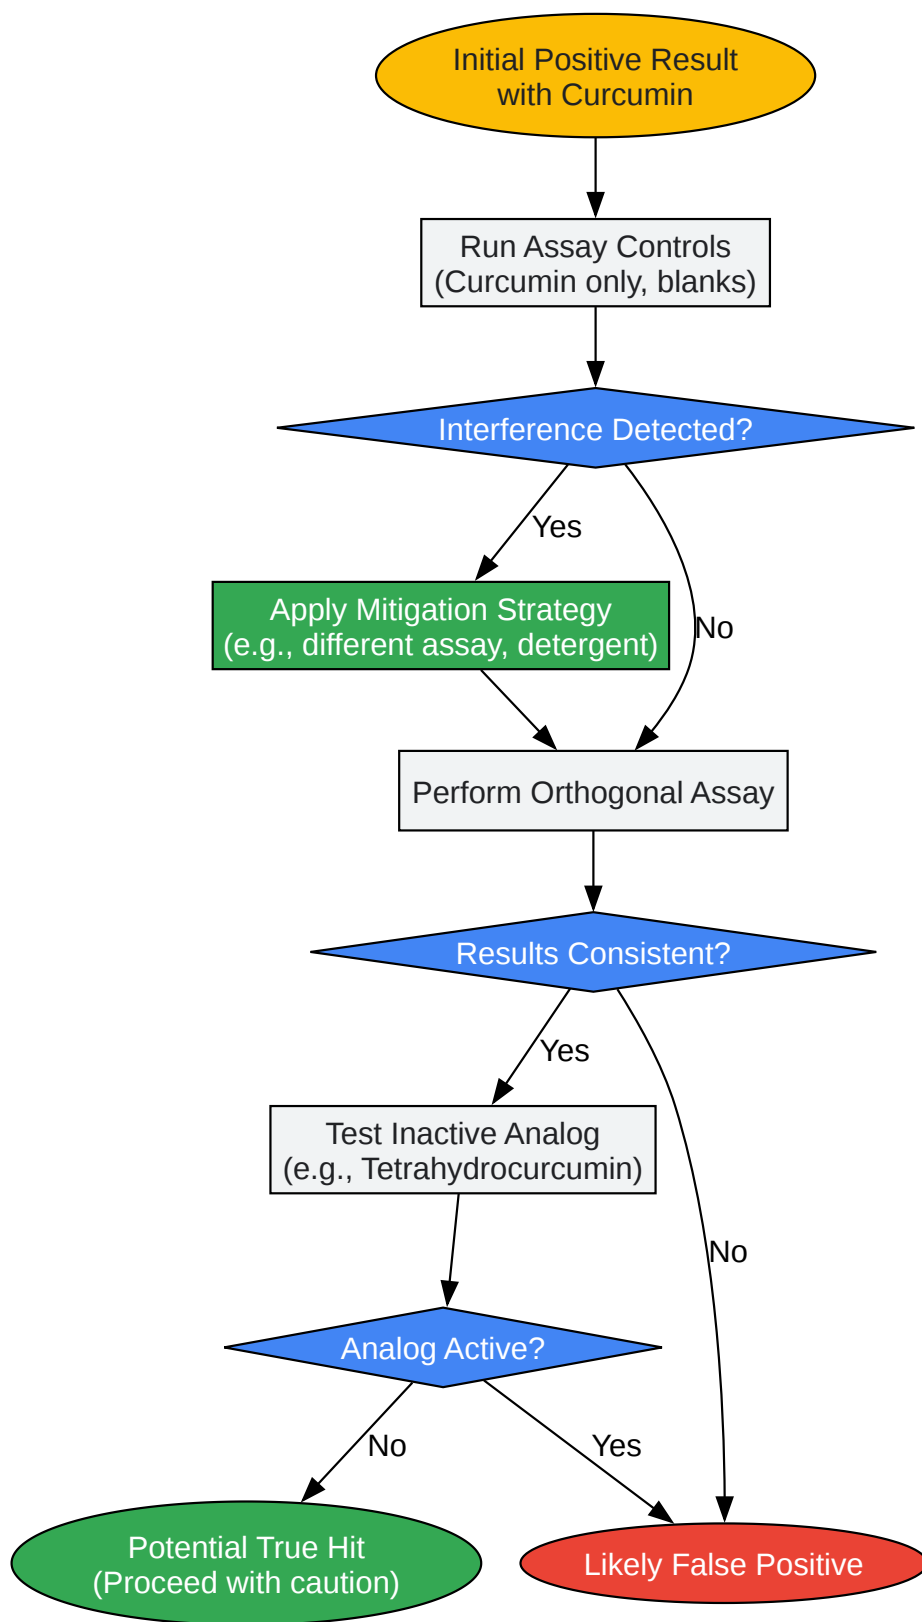 Initial Positive Result
with Curcumin
Run Assay Controls
(Curcumin only, blanks)
Interference Detected?
Yes
Apply Mitigation Strategy
(e.g., different assay, detergent)
No
Perform Orthogonal Assay
Results Consistent?
Yes
Test Inactive Analog
(e.g., Tetrahydrocurcumin)
No
Analog Active?
No
Yes
Potential True Hit
(Proceed with caution)
Likely False Positive